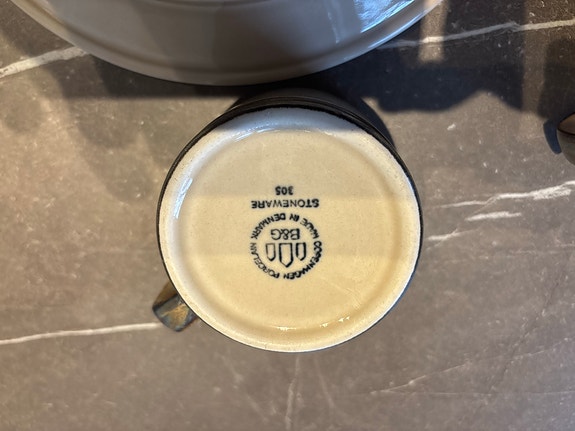 COPENHAGEN PORCELAIN
B&G
MADE IN DENMARK
STONEWARE
305